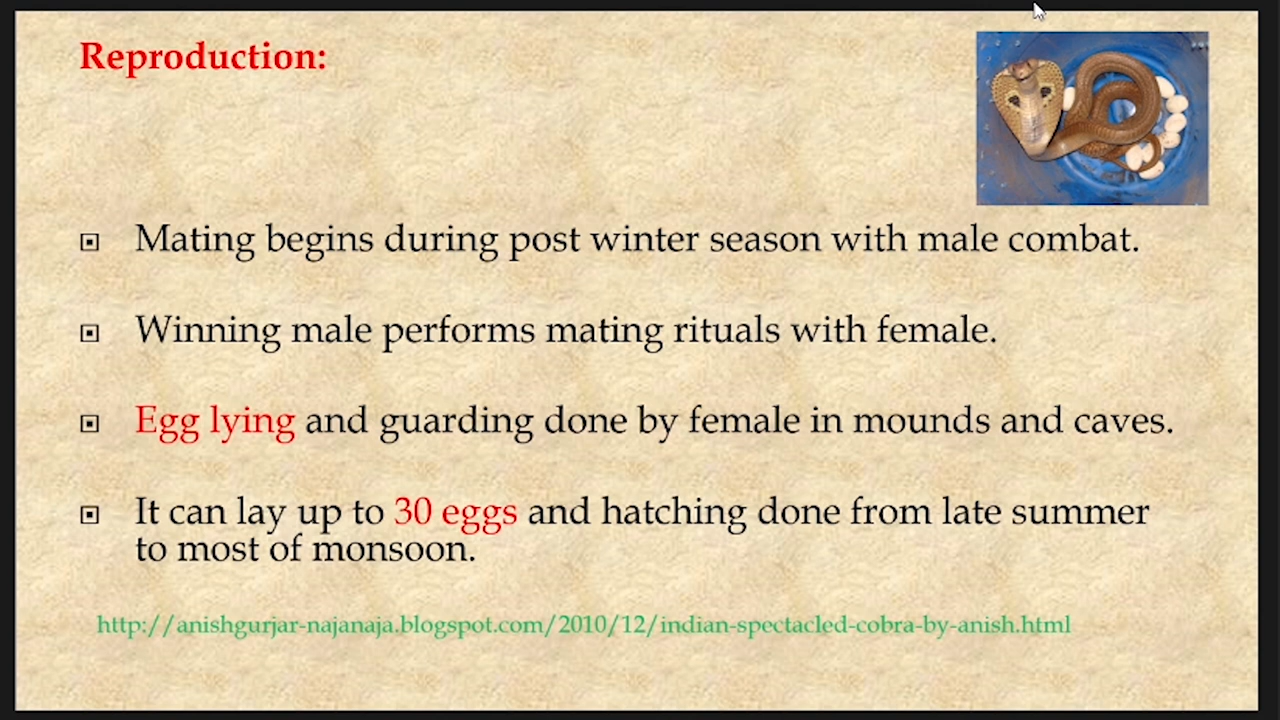 Reproduction:
Mating begins during post winter season with male combat.
Winning male performs mating rituals with female.
Egg lying and guarding done by female in mounds and caves.
It can lay up to 30 eggs and hatching done from late summer
to most of monsoon.
http://anishgurjar-najanaja.blogspot.com/2010/12/indian-spectacled-cobra-by-anish.html